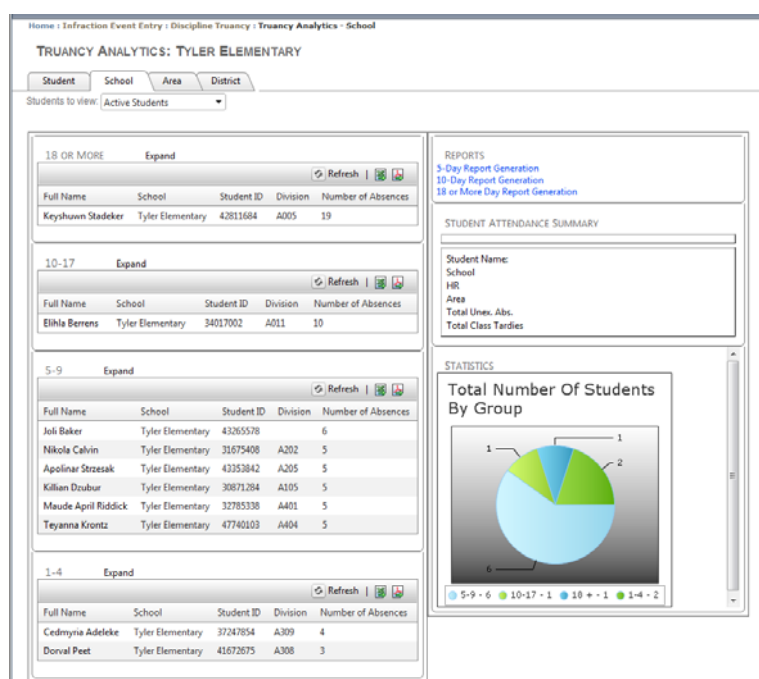 Home : Infraction Event Entry : Discipline Truancy : Truancy Analytics - School
TRUANCY ANALYTICS: TYLER ELEMENTARY
Student School Area District
Students to view: Active Students
18 OR MORE Expand
Refresh |
Full Name School Student ID Division Number of Absences
Keyshuwn Stadeker Tyler Elementary 42811684 A005 19
10-17 Expand
Refresh |
Full Name School Student ID Division Number of Absences
Elihla Berrens Tyler Elementary 34017002 A011 10
5-9 Expand
Refresh |
Full Name School Student ID Division Number of Absences
Joli Baker Tyler Elementary 43265578 6
Nikola Calvin Tyler Elementary 31675408 A202 5
Apolinar Strzesak Tyler Elementary 43353842 A205 5
Killian Dzubur Tyler Elementary 30871284 A105 5
Maude April Riddick Tyler Elementary 32785338 A401 5
Teyanna Krontz Tyler Elementary 47740103 A404 5
1-4 Expand
Refresh |
Full Name School Student ID Division Number of Absences
Cedmyria Adeleke Tyler Elementary 37247854 A309 4
Dorval Peet Tyler Elementary 41672675 A308 3
REPORTS
5-Day Report Generation
10-Day Report Generation
18 or More Day Report Generation
STUDENT ATTENDANCE SUMMARY
Student Name:
School
HR
Area
Total Unex. Abs.
Total Class Tardies
STATISTICS
Total Number Of Students
By Group
1
1
2
6
5-9 - 6 10-17 - 1 18 + - 1 1-4 - 2